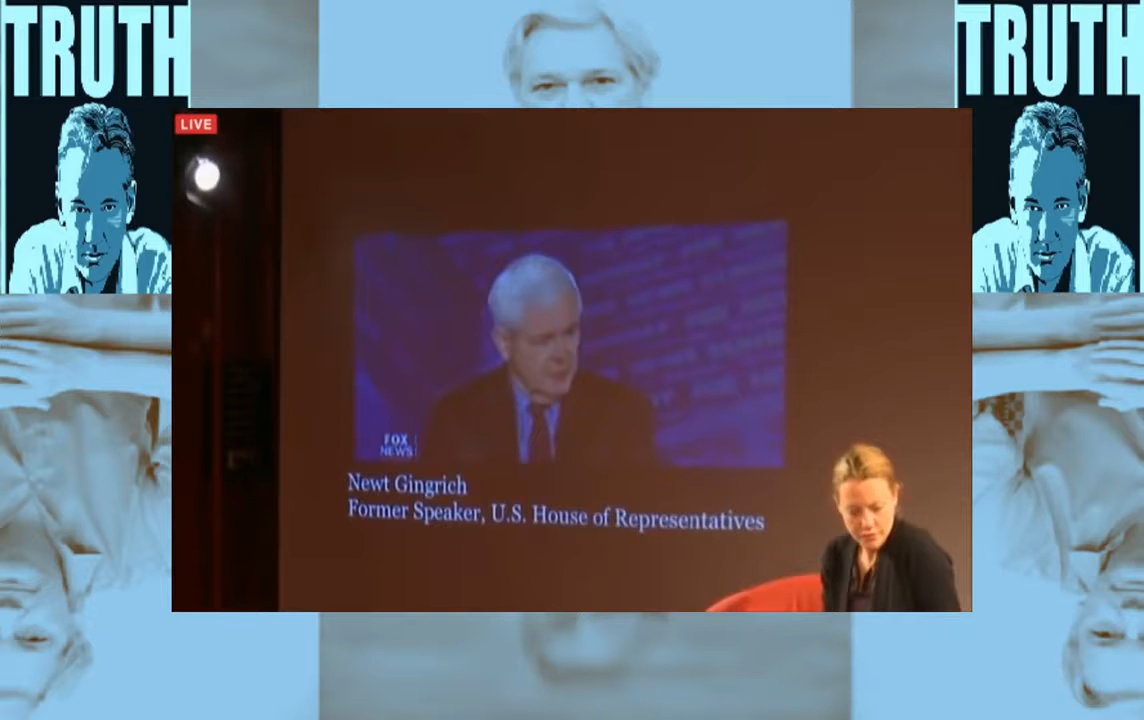 TRUTH
TRUTH
LIVE
FOX
NEWS
Newt Gingrich
Former Speaker, U.S. House of Representatives